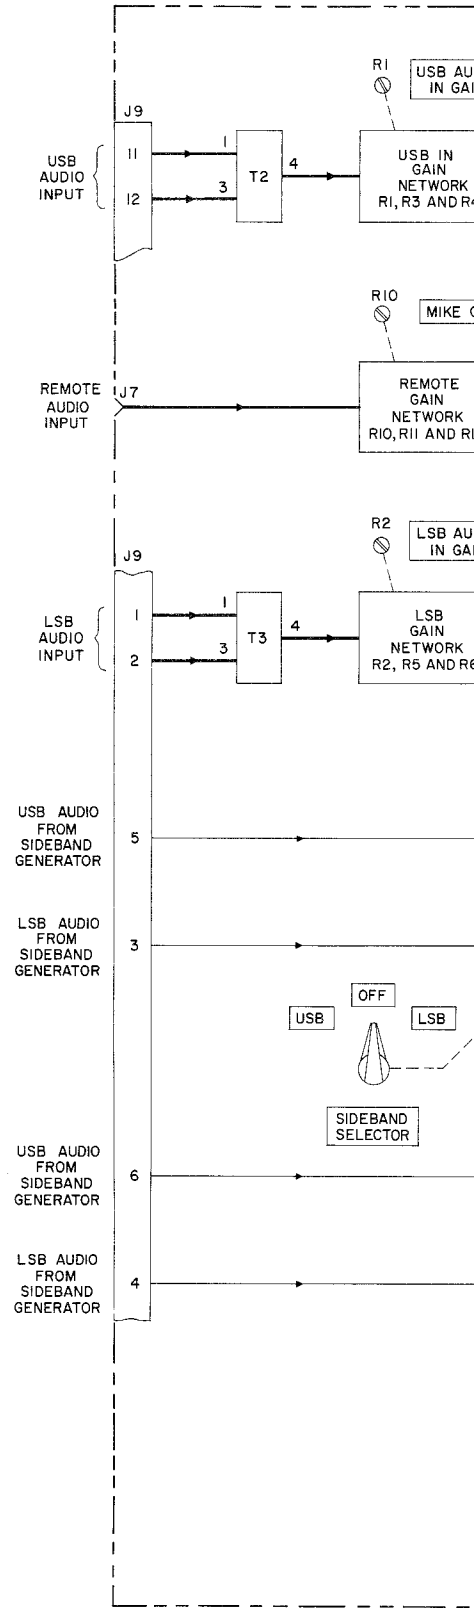 R1
USB AU
IN GAI
J9
USB
AUDIO
INPUT
11
12
1
3
T2
4
USB IN
GAIN
NETWORK
R1, R3 AND R4
R10
MIKE
REMOTE
AUDIO
INPUT
J7
REMOTE
GAIN
NETWORK
R10, R11 AND R1
R2
LSB AU
IN GAI
J9
LSB
AUDIO
INPUT
1
2
1
3
T3
4
LSB
GAIN
NETWORK
R2, R5 AND R6
USB AUDIO
FROM
SIDEBAND
GENERATOR
5
LSB AUDIO
FROM
SIDEBAND
GENERATOR
3
OFF
USB
LSB
SIDEBAND
SELECTOR
USB AUDIO
FROM
SIDEBAND
GENERATOR
6
LSB AUDIO
FROM
SIDEBAND
GENERATOR
4